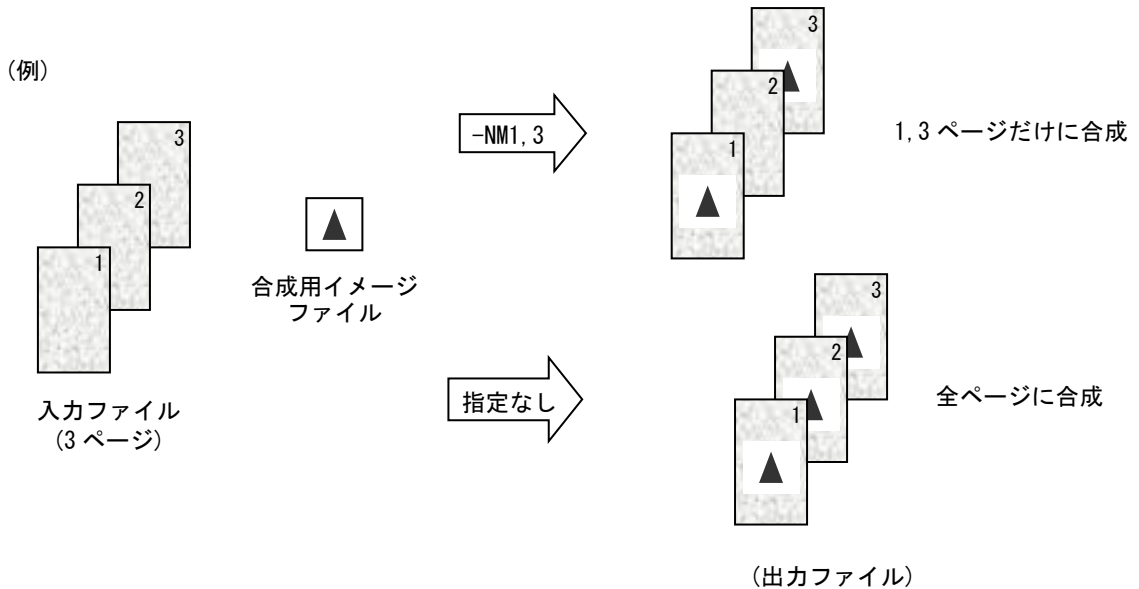 (例)
3
2
1
入力ファイル
(3 ページ)
合成用イメージ
ファイル
-NM1, 3
3
2
1
1, 3 ページだけに合成
指定なし
3
2
1
全ページに合成
(出力ファイル)